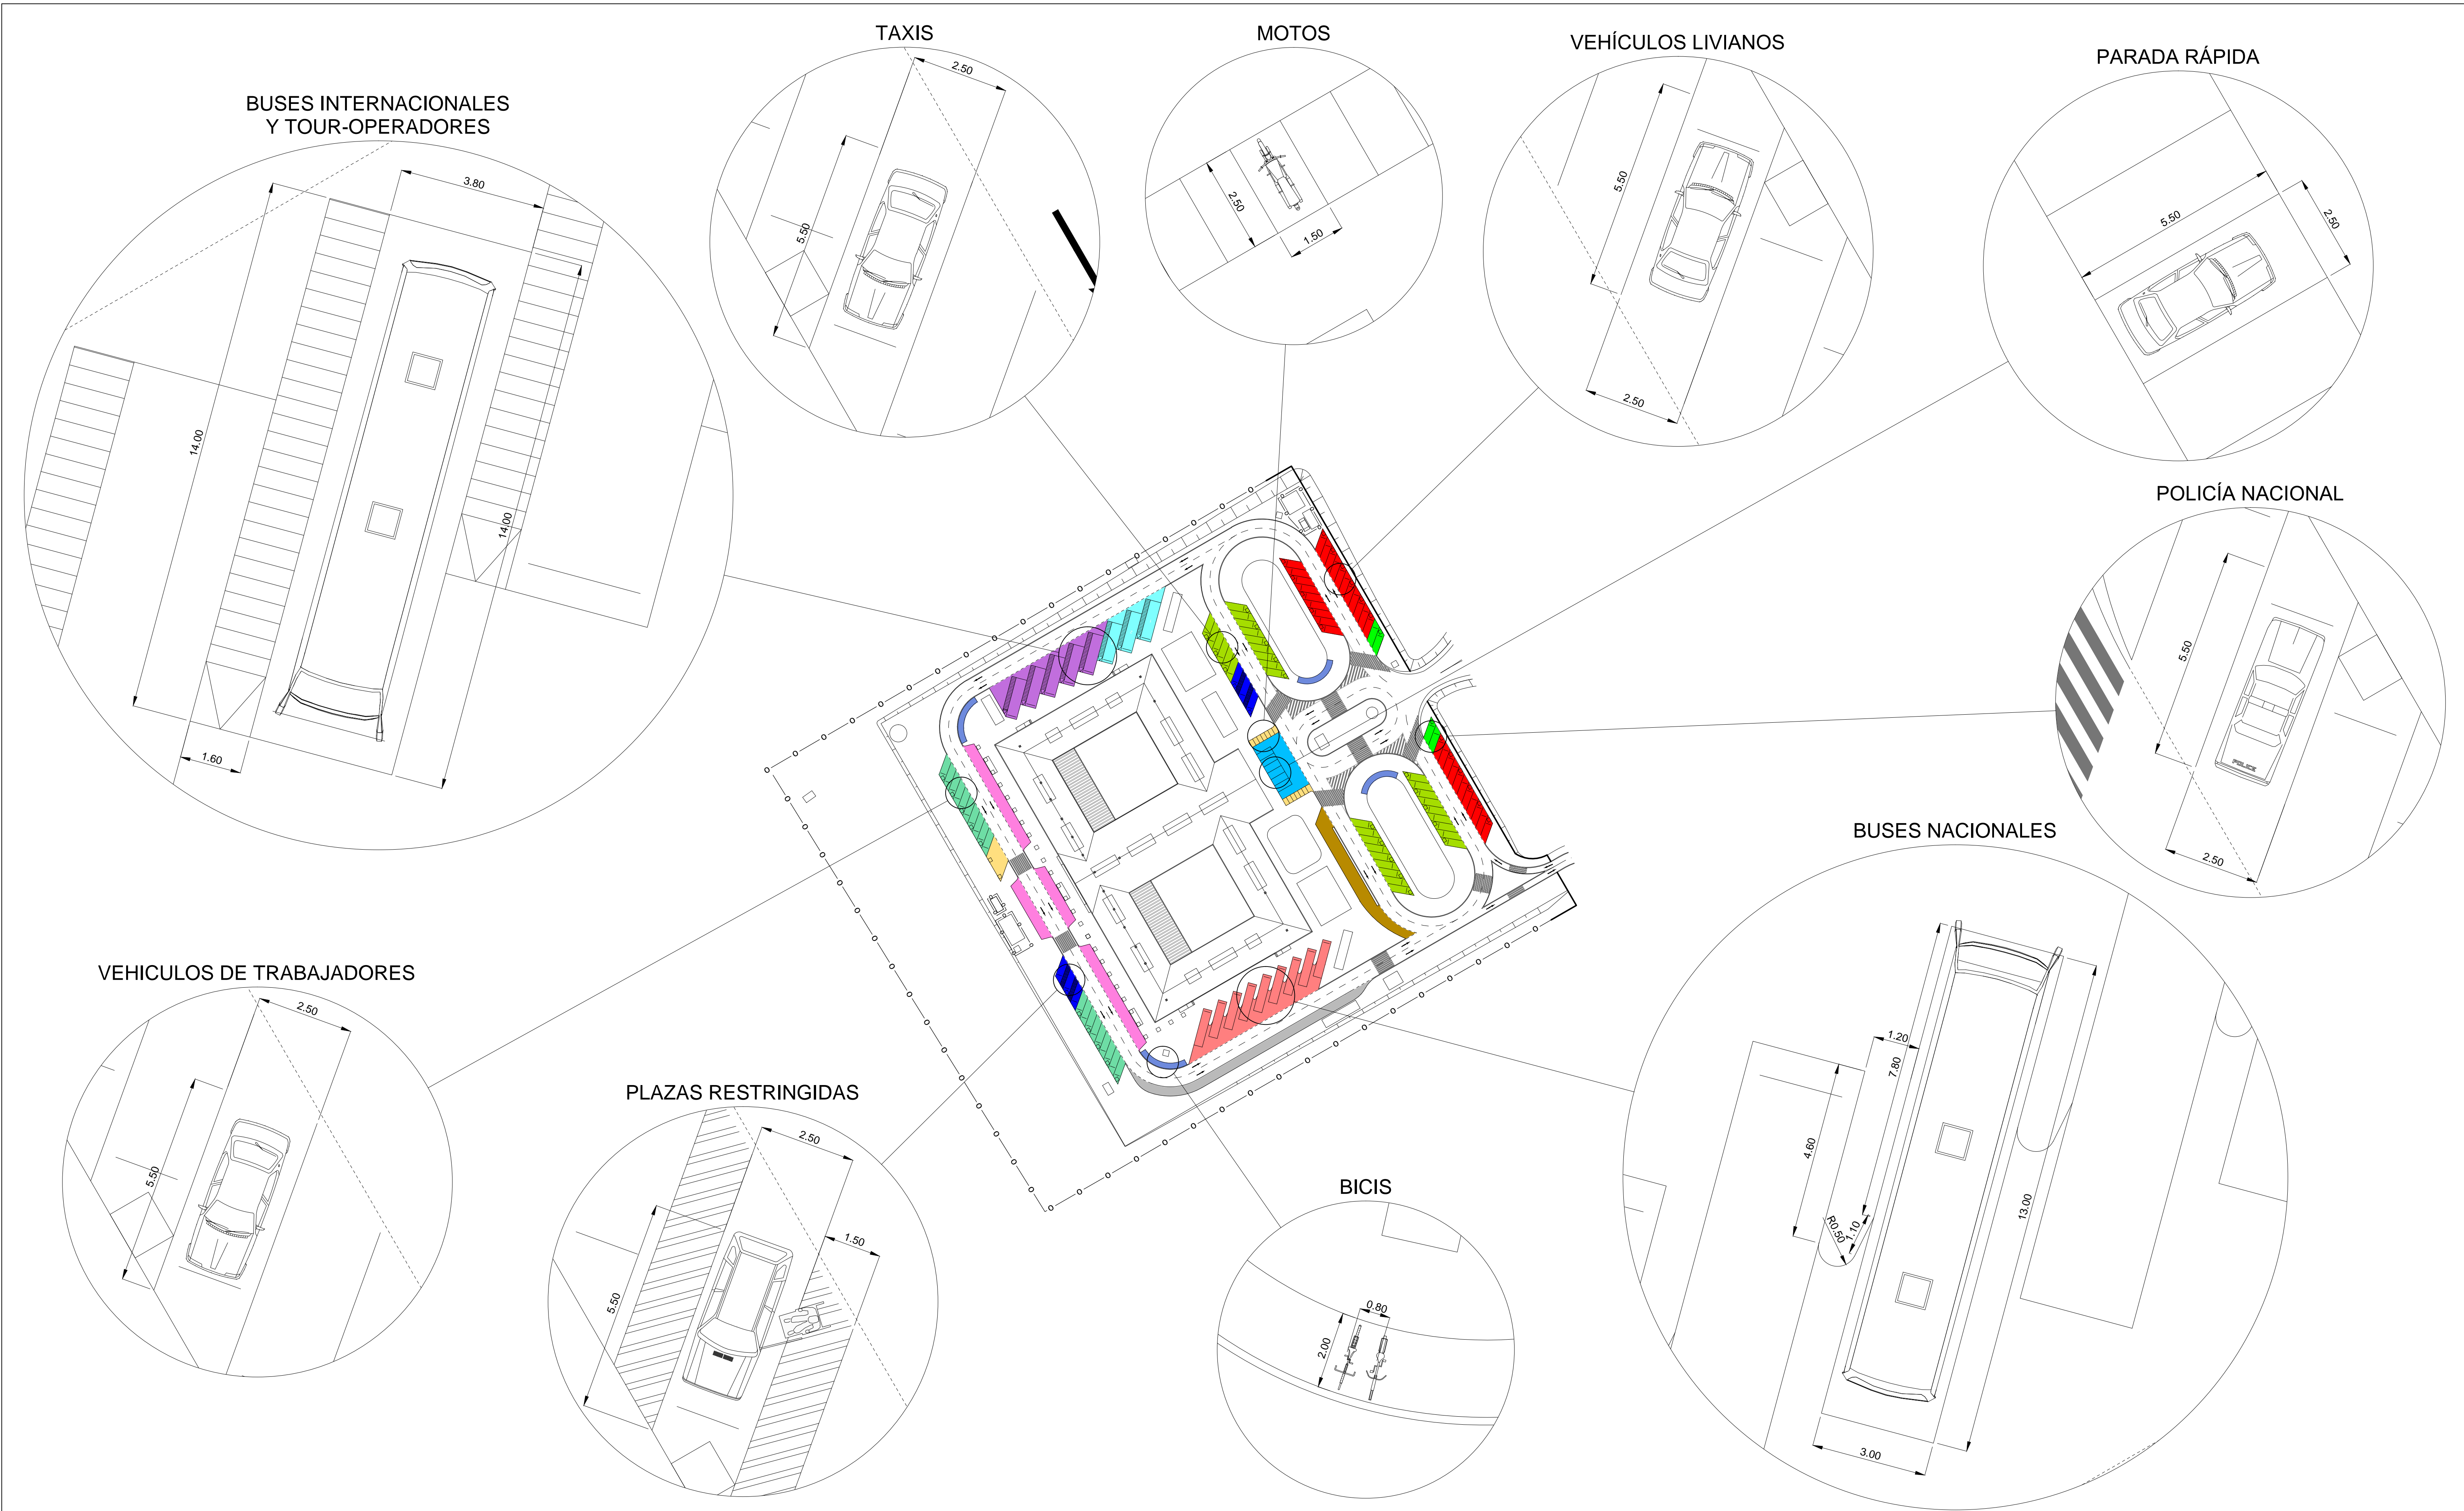 TAXIS
2.50
5.50
MOTOS
2.50
1.50
VEHÍCULOS LIVIANOS
5.50
2.50
PARADA RÁPIDA
5.50
2.50
BUSES INTERNACIONALES
Y TOUR-OPERADORES
3.80
14.00
14.00
1.60
POLICÍA NACIONAL
5.50
POLICE
2.50
BUSES NACIONALES
1.20
7.80
4.60
R0.50
1.10
13.00
3.00
VEHICULOS DE TRABAJADORES
2.50
5.50
PLAZAS RESTRINGIDAS
2.50
1.50
5.50
BICIS
0.80
2.00